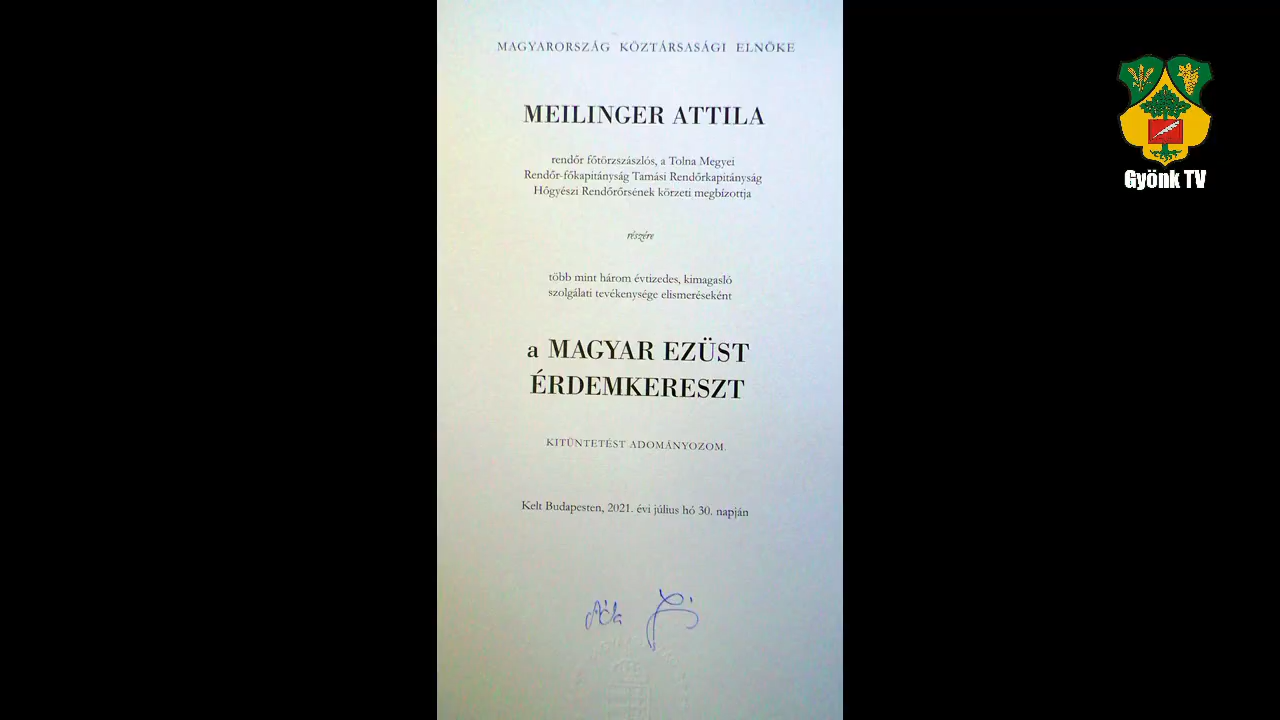 MAGYARORSZÁG KÖZTÁRSASÁGI ELNÖKE
MEILINGER ATTILA
rendőr főtörzszászlós, a Tolna Megyei
Rendőr-főkapitányság Tamási Rendőrkapitányság
Hőgyészi Rendőrőrsének körzeti megbízottja
részére
több mint három évtizedes, kimagasló
szolgálati tevékenysége elismeréseként
a MAGYAR EZÜST
ÉRDEMKERESZT
KITÜNTETÉST ADOMÁNYOZOM.
Kelt Budapesten, 2021. évi július hó 30. napján
Gyönk TV